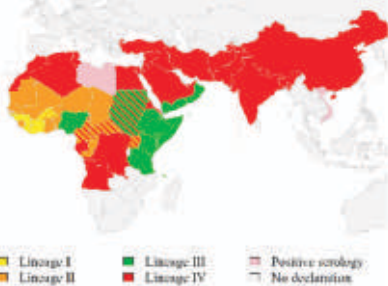 Lineage I
Lineage II
Lineage III
Lineage IV
Positive serology
No declaration